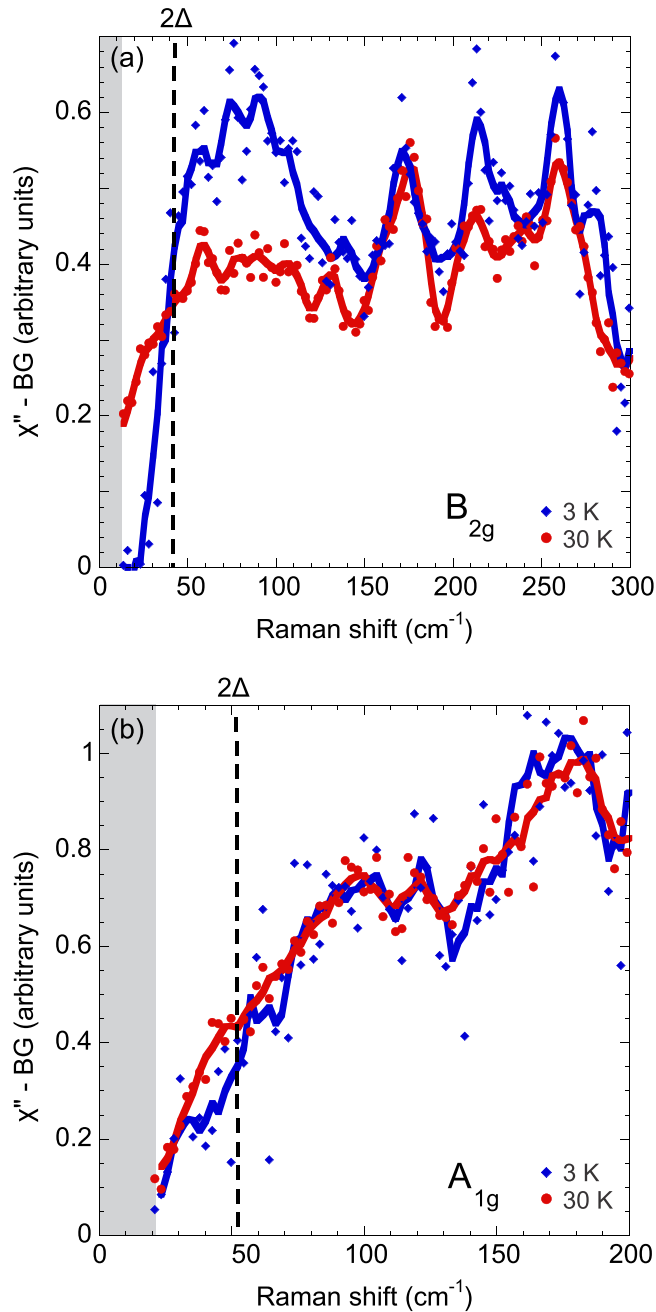 2Δ
(a)
0.6
0.4
0.2
0
χ" - BG (arbitrary units)
B2g
3 K
30 K
0 50 100 150 200 250 300
Raman shift (cm⁻¹)
2Δ
(b)
1
0.8
0.6
0.4
0.2
0
χ" - BG (arbitrary units)
A1g
3 K
30 K
0 50 100 150 200
Raman shift (cm⁻¹)